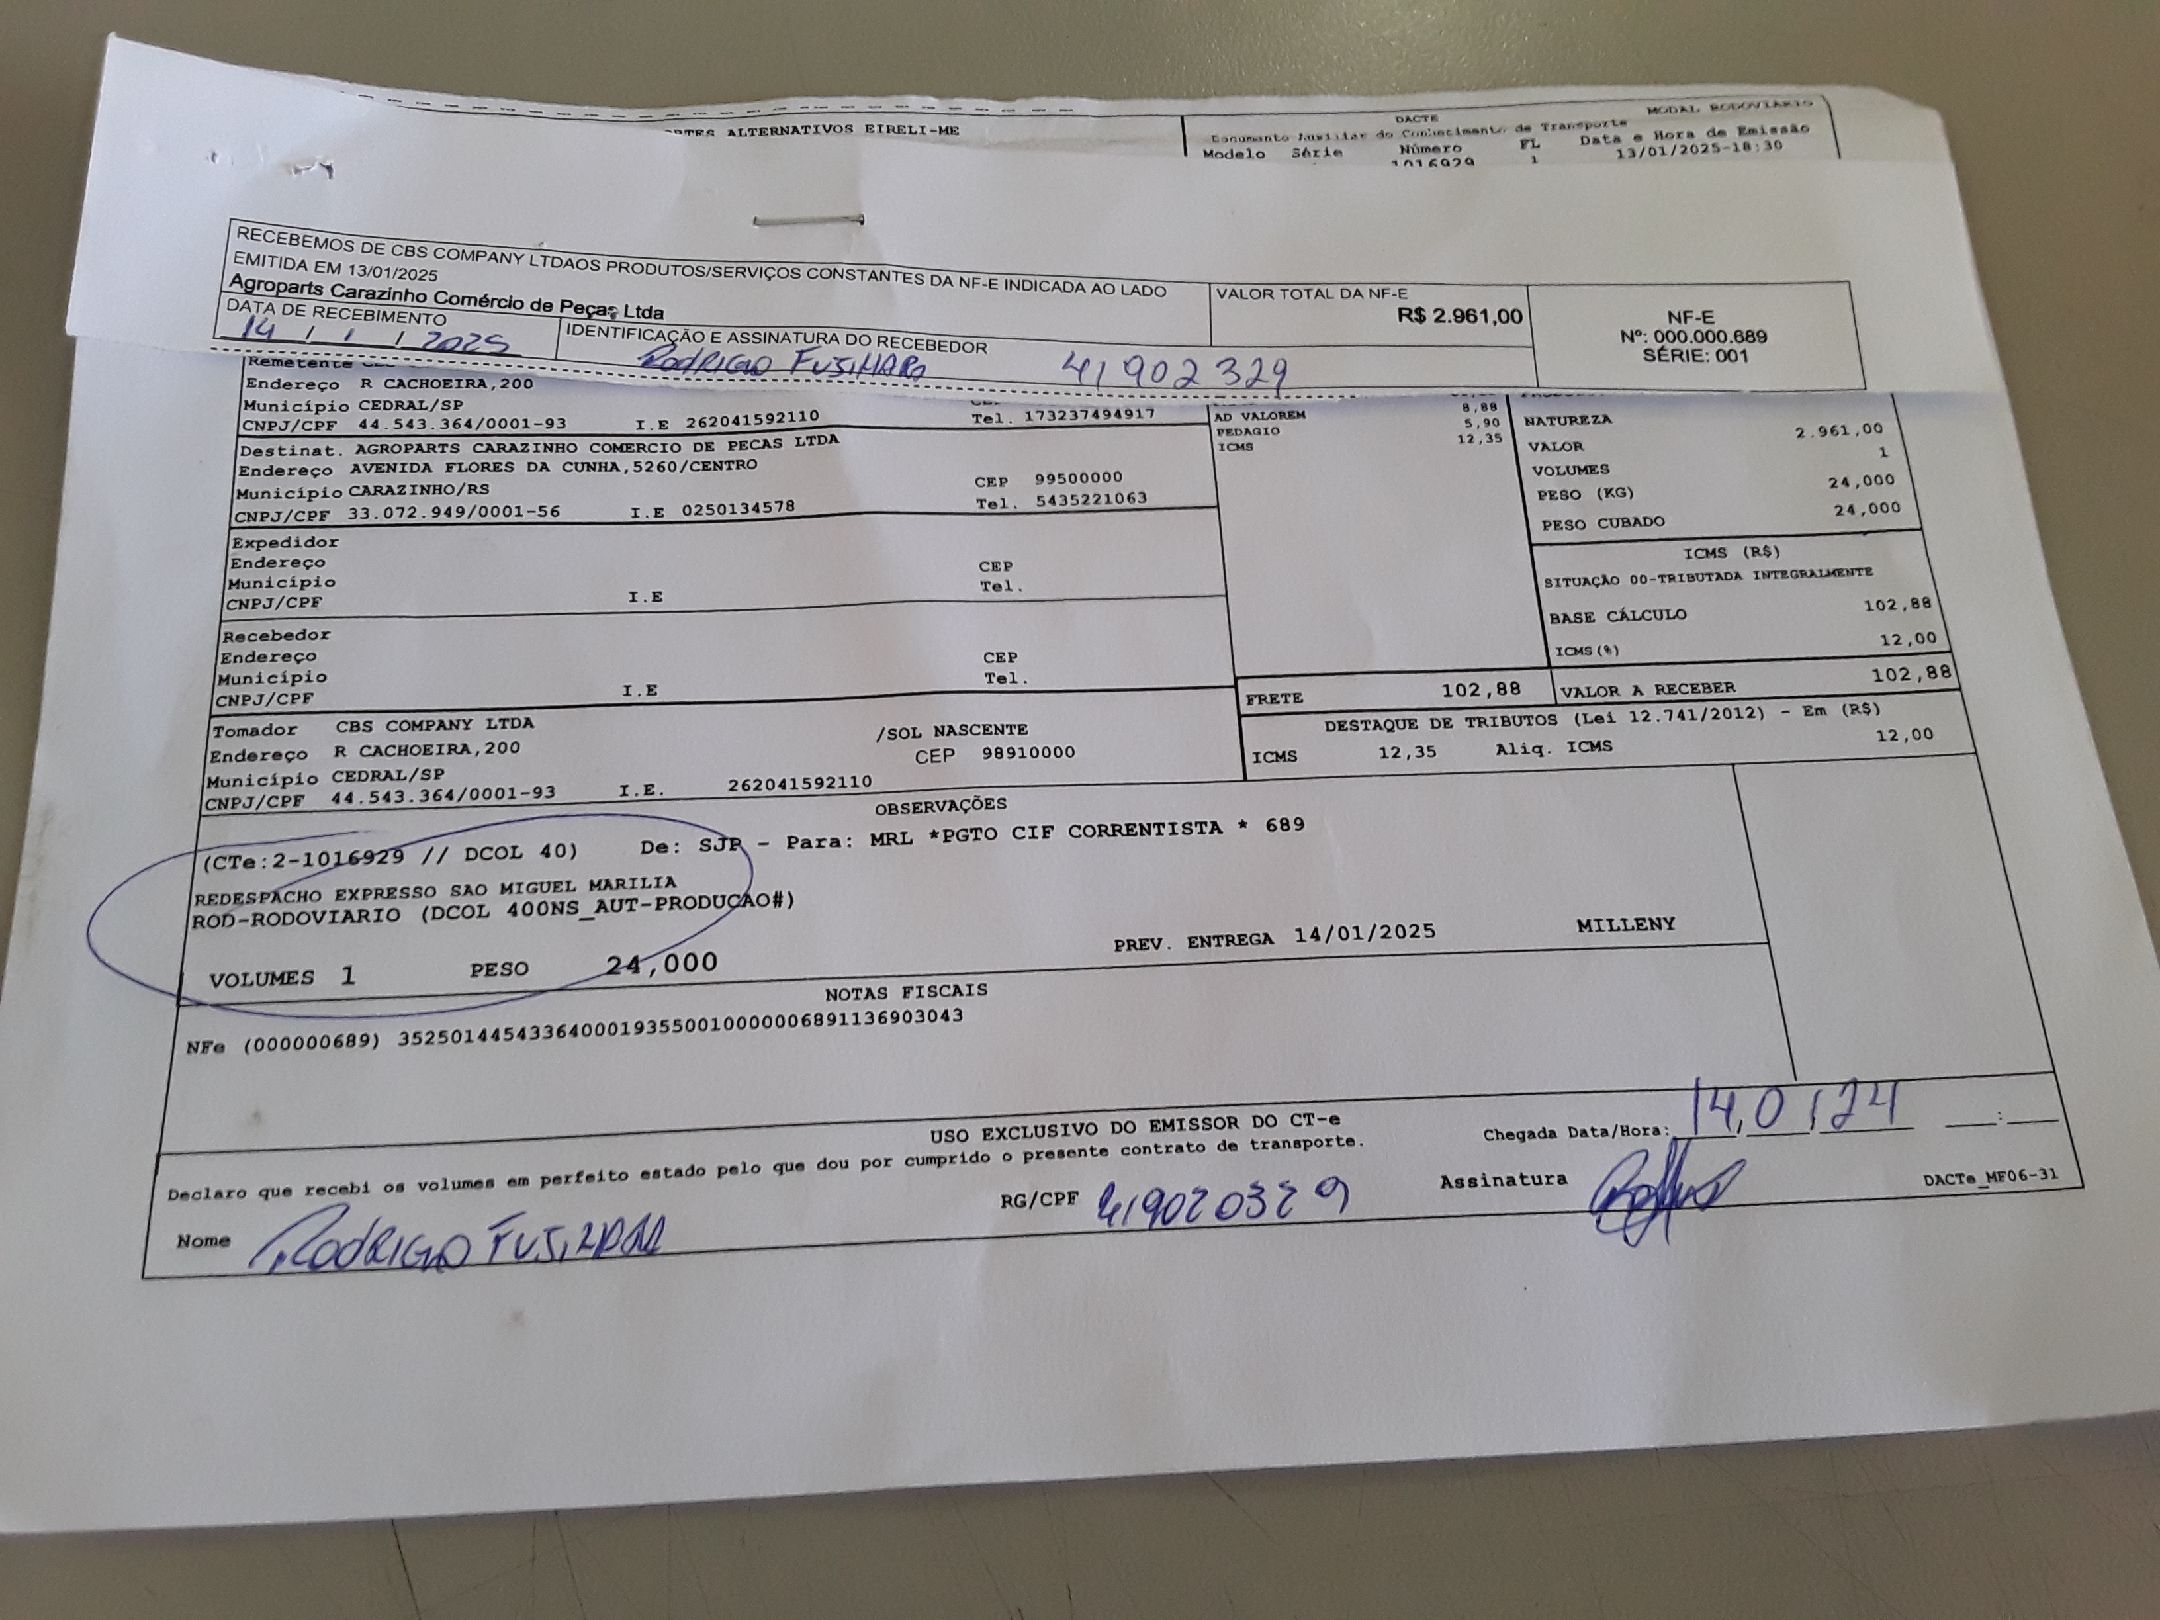 ALTERNATIVOS EIRELI-ME
DACTE
MODAL RODOVIARIO
Documento Auxiliar do Conhecimento de Transporte
Modelo Série Número FL Data e Hora de Emissão
1016929 1 13/01/2025-18:30
RECEBEMOS DE CBS COMPANY LTDAOS PRODUTOS/SERVIÇOS CONSTANTES DA NF-E INDICADA AO LADO
EMITIDA EM 13/01/2025
Agroparts Carazinho Comércio de Peças Ltda
VALOR TOTAL DA NF-E
R$ 2.961,00
NF-E
Nº: 000.000.689
SÉRIE: 001
DATA DE RECEBIMENTO
14 / 1 / 2025
IDENTIFICAÇÃO E ASSINATURA DO RECEBEDOR
Rodrigo 41902329
Remetente
Endereço R CACHOEIRA,200
Município CEDRAL/SP
CNPJ/CPF 44.543.364/0001-93 I.E 262041592110 Tel. 173237494917
Destinat. AGROPARTS CARAZINHO COMERCIO DE PECAS LTDA
Endereço AVENIDA FLORES DA CUNHA,5260/CENTRO
Município CARAZINHO/RS CEP 99500000
CNPJ/CPF 33.072.949/0001-56 I.E 0250134578 Tel. 5435221063
Expedidor
Endereço
Município CEP
CNPJ/CPF I.E Tel.
Recebedor
Endereço
Município CEP
CNPJ/CPF I.E Tel.
AD VALOREM 8,88
PEDAGIO 5,90
ICMS 12,35
NATUREZA
VALOR 2.961,00
VOLUMES 1
PESO (KG) 24,000
PESO CUBADO 24,000
ICMS (R$)
SITUAÇÃO 00-TRIBUTADA INTEGRALMENTE
BASE CÁLCULO 102,88
ICMS(%) 12,00
FRETE 102,88 VALOR A RECEBER 102,88
DESTAQUE DE TRIBUTOS (Lei 12.741/2012) - Em (R$)
ICMS 12,35 Aliq. ICMS 12,00
Tomador CBS COMPANY LTDA
Endereço R CACHOEIRA,200 /SOL NASCENTE
Município CEDRAL/SP CEP 98910000
CNPJ/CPF 44.543.364/0001-93 I.E. 262041592110
OBSERVAÇÕES
(CTe:2-1016929 // DCOL 40) De: SJP - Para: MRL *PGTO CIF CORRENTISTA * 689
REDESPACHO EXPRESSO SAO MIGUEL MARILIA
ROD-RODOVIARIO (DCOL 400NS_AUT-PRODUCAO#)
VOLUMES 1 PESO 24,000 PREV. ENTREGA 14/01/2025 MILLENY
NOTAS FISCAIS
NFe (000000689) 35250144543364000193550010000006891136903043
USO EXCLUSIVO DO EMISSOR DO CT-e
Declaro que recebi os volumes em perfeito estado pelo que dou por cumprido o presente contrato de transporte.
Chegada Data/Hora: 14,01,24 :
Nome Rodrigo RG/CPF 419020329 Assinatura
DACTe_MF06-31